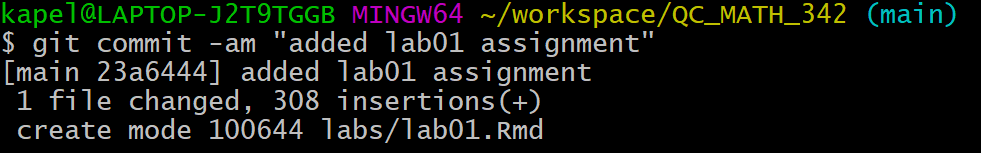 kapel@LAPTOP-J2T9TGGB MINGW64 ~/workspace/QC_MATH_342 (main)
$ git commit -am "added lab01 assignment"
[main 23a6444] added lab01 assignment
 1 file changed, 308 insertions(+)
 create mode 100644 labs/lab01.Rmd